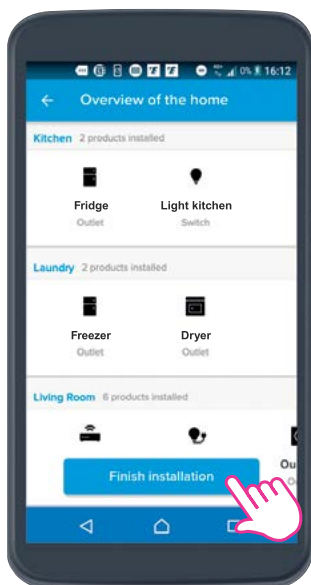 0% 16:12
Overview of the home
Kitchen 2 products installed
Fridge Light kitchen
Outlet Switch
Laundry 2 products installed
Freezer Dryer
Outlet Outlet
Living Room 6 products installed
Ou
Finish installation